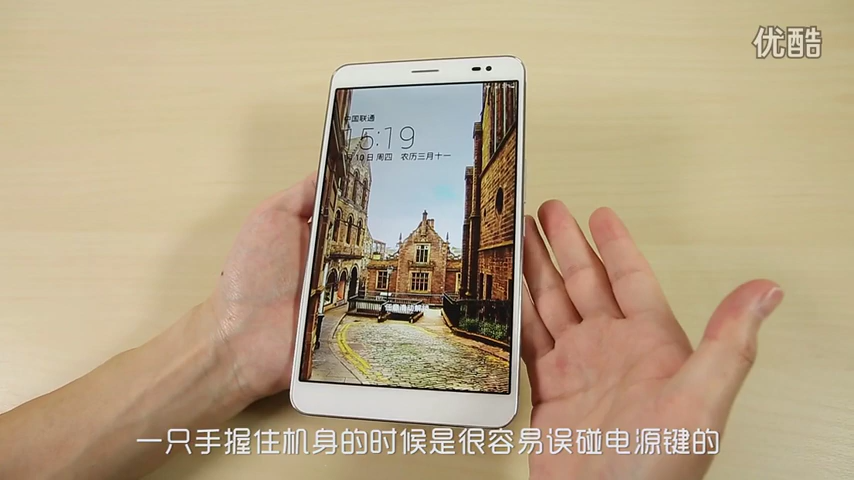 优酷
中国联通
15:19
10日 周四 农历三月十一
一只手握住机身的时候是很容易误碰电源键的